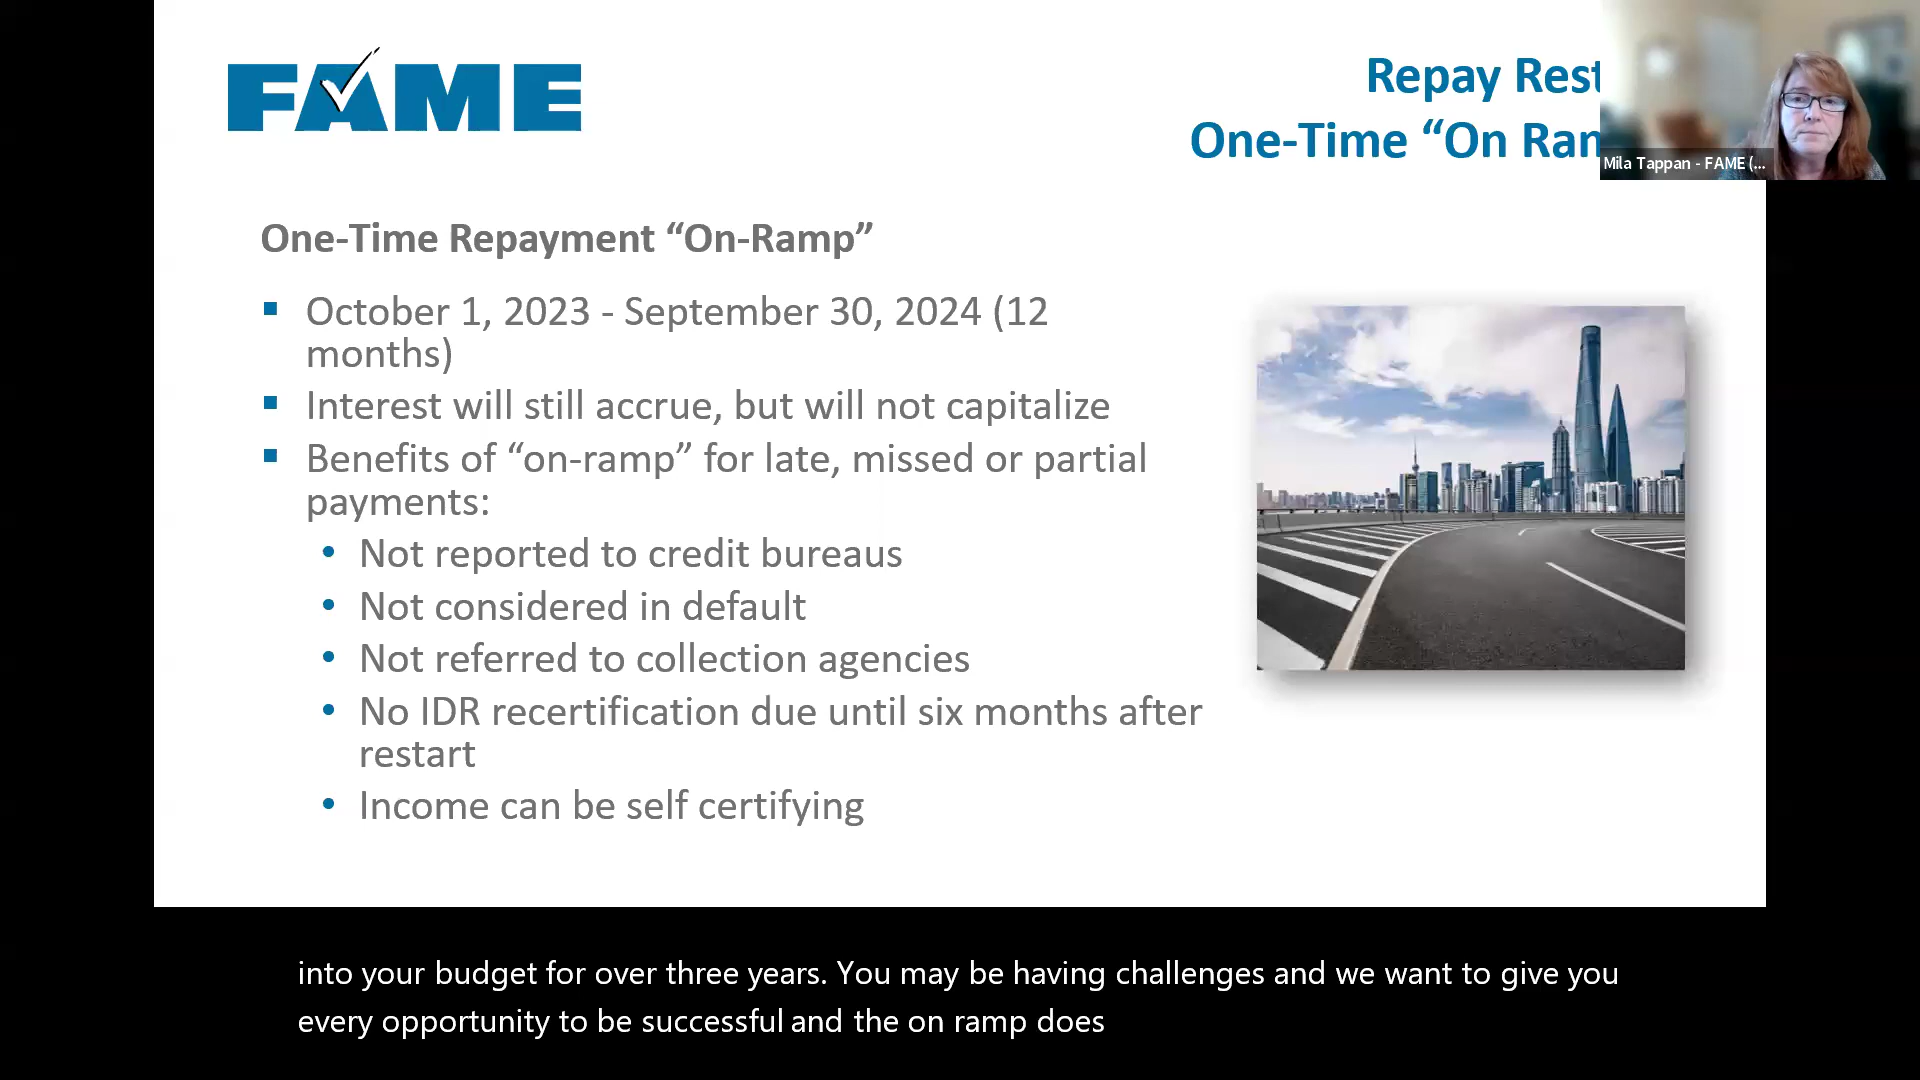 FAME
Repay Rest
One-Time “On Ram
Mila Tappan - FAME (...
One-Time Repayment “On-Ramp”
October 1, 2023 - September 30, 2024 (12
months)
Interest will still accrue, but will not capitalize
Benefits of “on-ramp” for late, missed or partial
payments:
Not reported to credit bureaus
Not considered in default
Not referred to collection agencies
No IDR recertification due until six months after
restart
Income can be self certifying
into your budget for over three years. You may be having challenges and we want to give you
every opportunity to be successful and the on ramp does